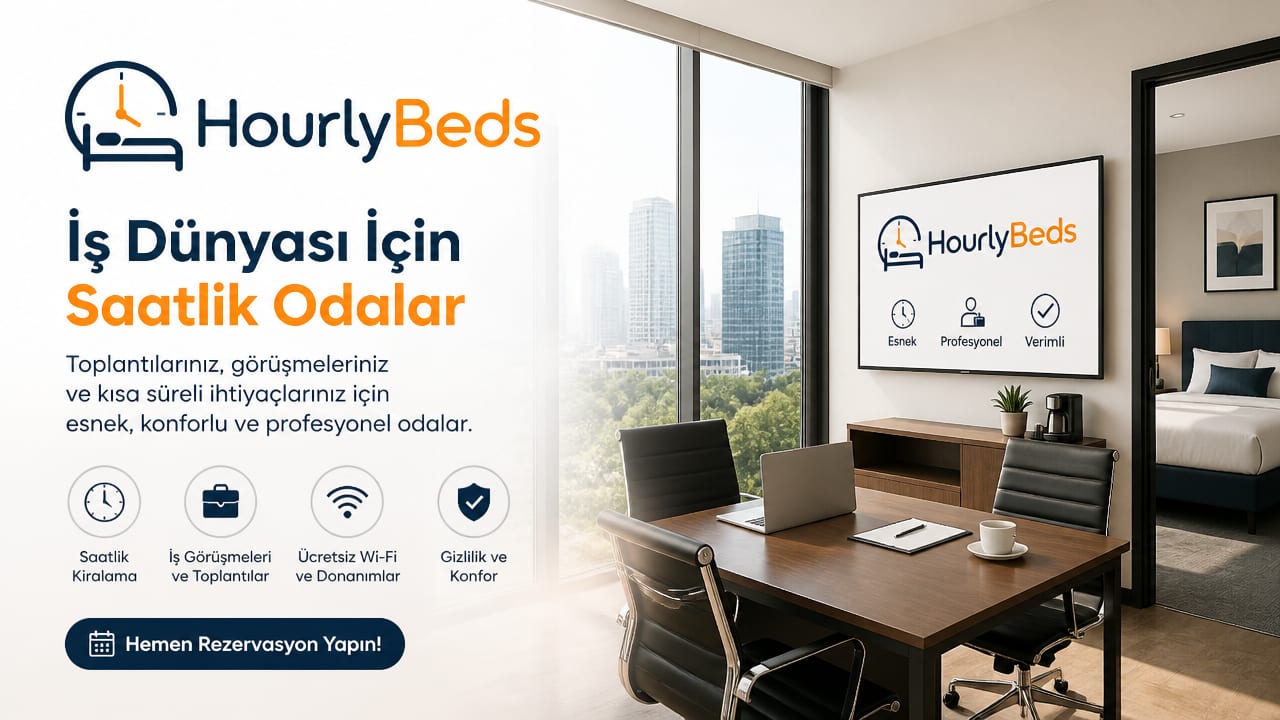 HourlyBeds
İş Dünyası İçin
Saatlik Odalar
Toplantılarınız, görüşmeleriniz
ve kısa süreli ihtiyaçlarınız için
esnek, konforlu ve profesyonel odalar.
Saatlik
Kiralama
İş Görüşmeleri
ve Toplantılar
Ücretsiz Wi-Fi
ve Donanımlar
Gizlilik ve
Konfor
Hemen Rezervasyon Yapın!
HourlyBeds
Esnek
Profesyonel
Verimli